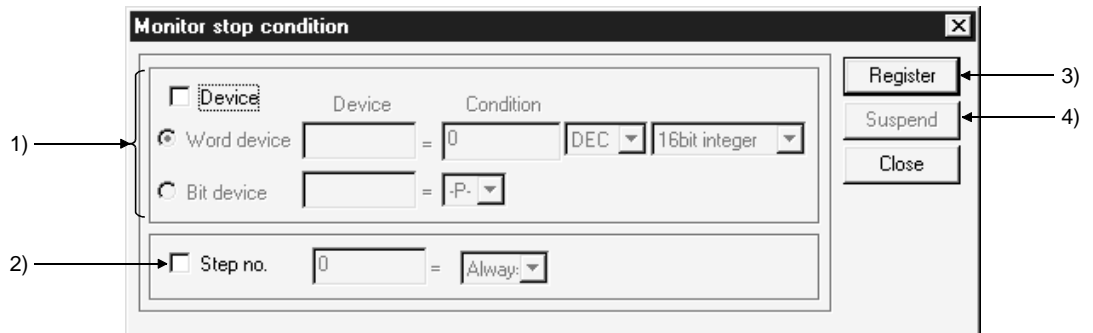 Monitor stop condition
Register
3)
Device
Device Condition
Suspend
4)
1)
Word device = 0 DEC 16bit integer
Close
Bit device = -P-
2)
Step no. 0 = Alway: